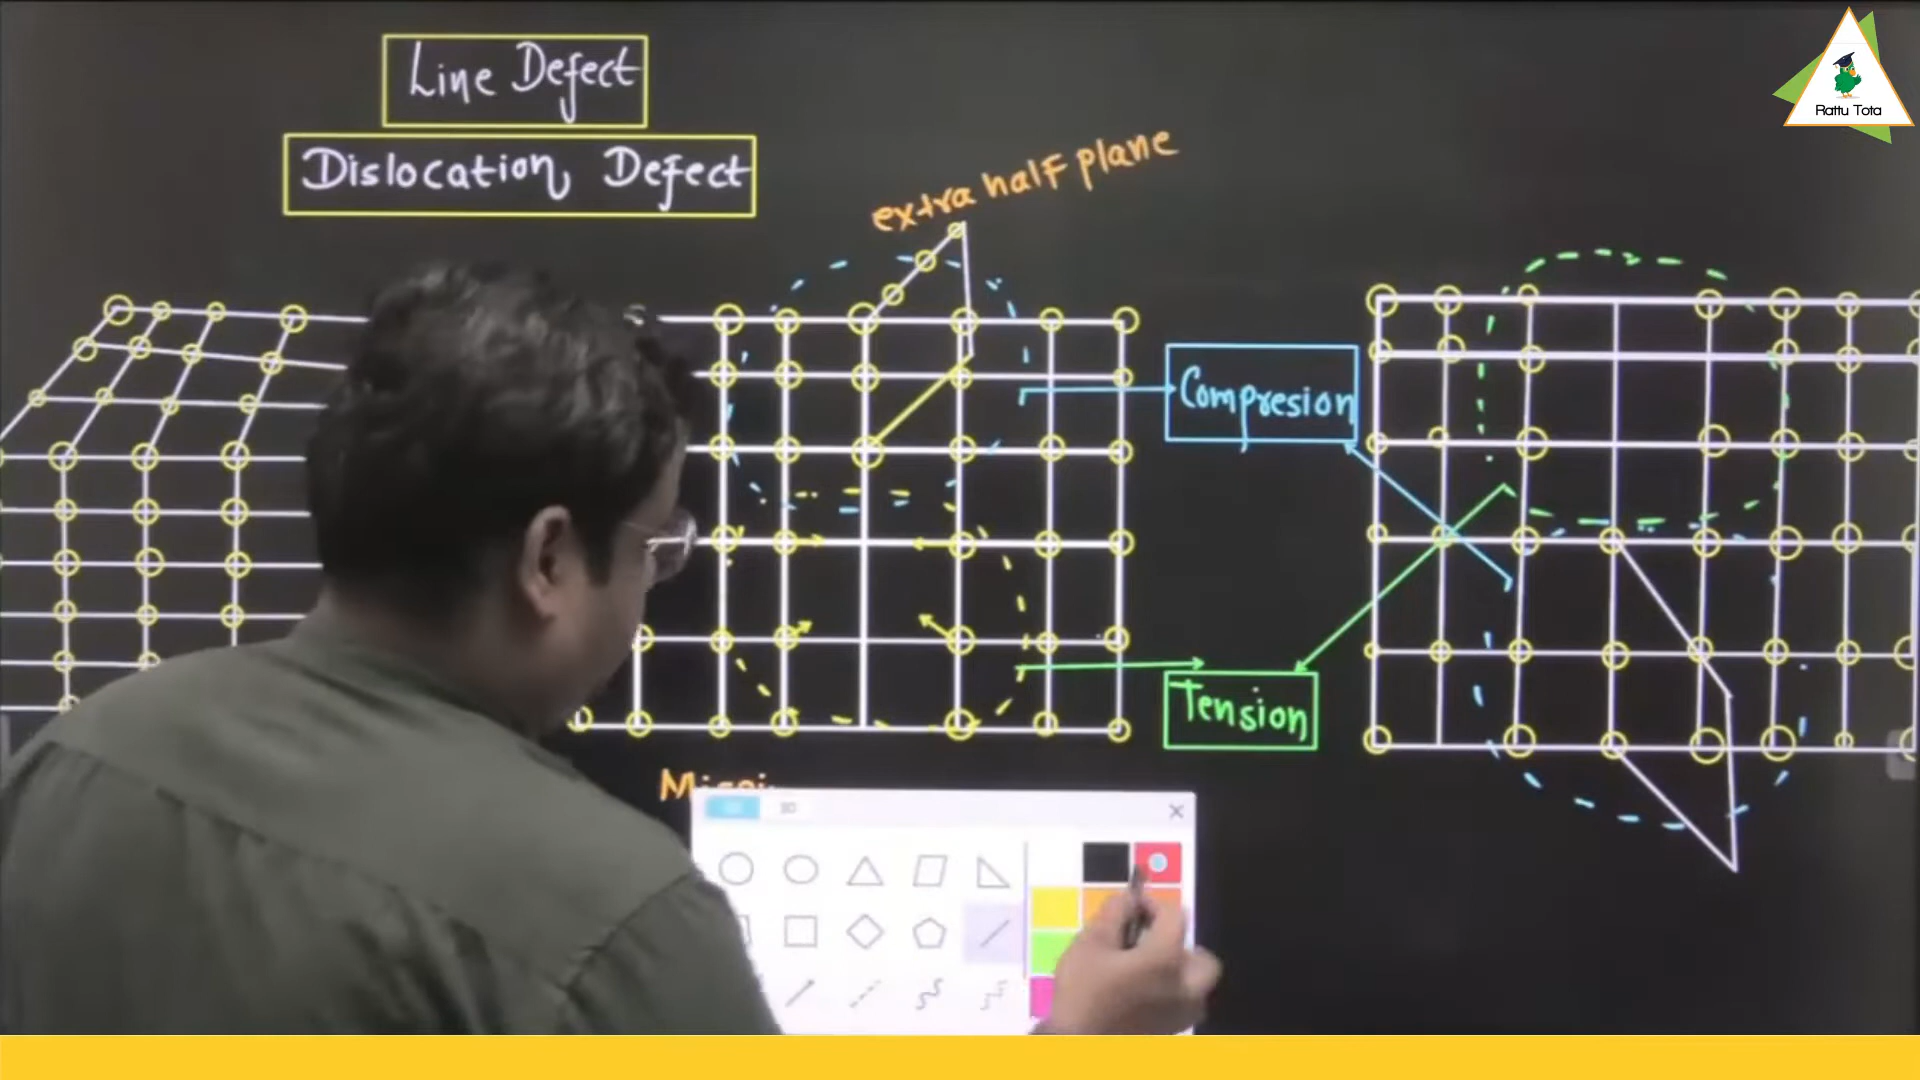 Line Defect
Dislocation Defect
extra half plane
Compresion
Tension
Rattu Tota